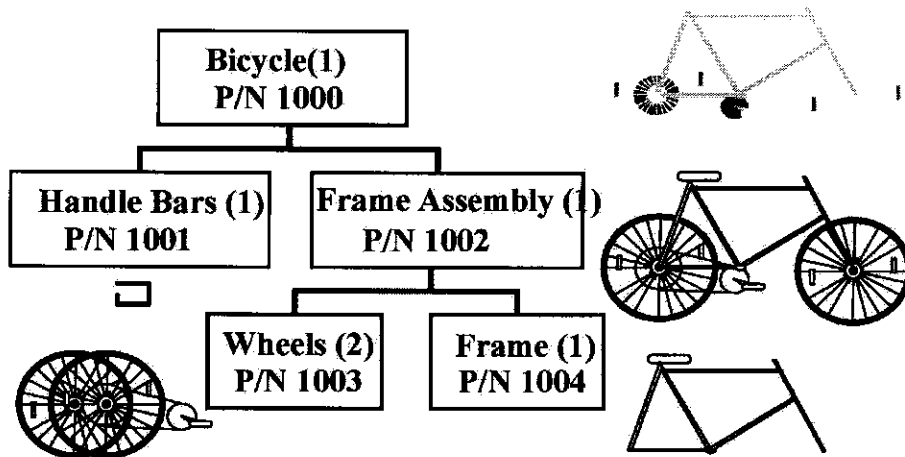 Bicycle(1)
P/N 1000
Handle Bars (1)
P/N 1001
Frame Assembly (1)
P/N 1002
Wheels (2)
P/N 1003
Frame (1)
P/N 1004